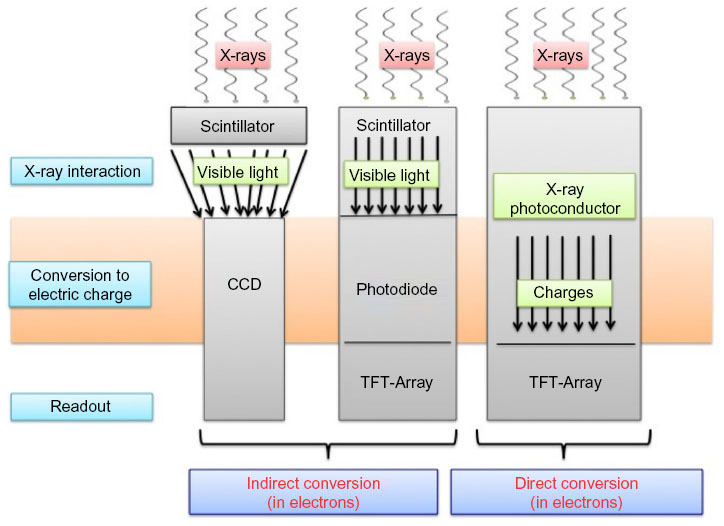 X-rays
X-rays
X-rays
Scintillator
Scintillator
X-ray interaction
Visible light
Visible light
X-ray
photoconductor
Conversion to
electric charge
CCD
Photodiode
Charges
Readout
TFT-Array
TFT-Array
Indirect conversion
(in electrons)
Direct conversion
(in electrons)